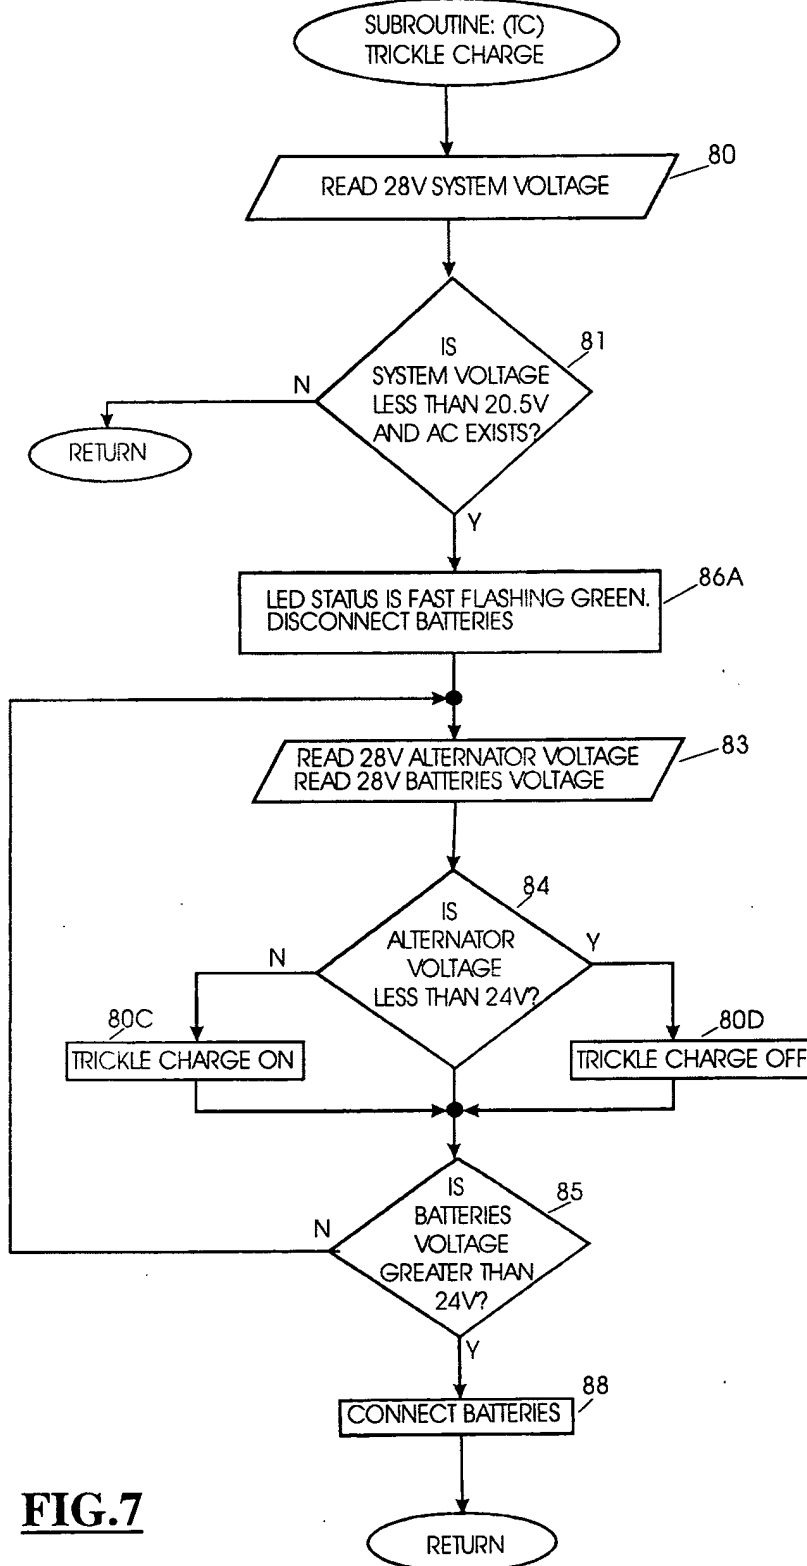 SUBROUTINE: (TC)
TRICKLE CHARGE
80
READ 28V SYSTEM VOLTAGE
81
IS
SYSTEM VOLTAGE
LESS THAN 20.5V
AND AC EXISTS?
N
RETURN
Y
86A
LED STATUS IS FAST FLASHING GREEN.
DISCONNECT BATTERIES
READ 28V ALTERNATOR VOLTAGE
READ 28V BATTERIES VOLTAGE
83
84
IS
ALTERNATOR
VOLTAGE
LESS THAN 24V?
N
Y
80C
TRICKLE CHARGE ON
80D
TRICKLE CHARGE OFF
85
IS
BATTERIES
VOLTAGE
GREATER THAN
24V?
N
Y
88
CONNECT BATTERIES
RETURN
FIG.7